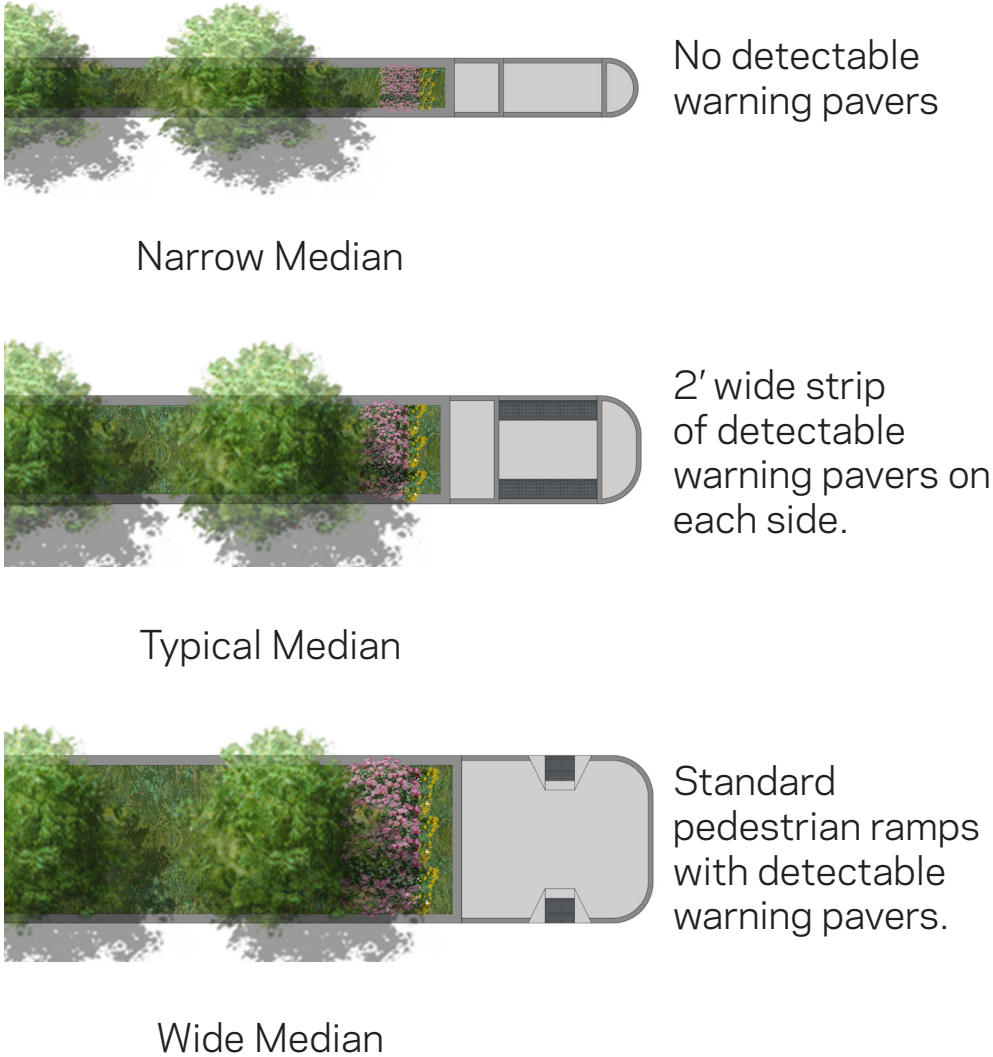 No detectable
warning pavers
Narrow Median
2′ wide strip
of detectable
warning pavers on
each side.
Typical Median
Standard
pedestrian ramps
with detectable
warning pavers.
Wide Median